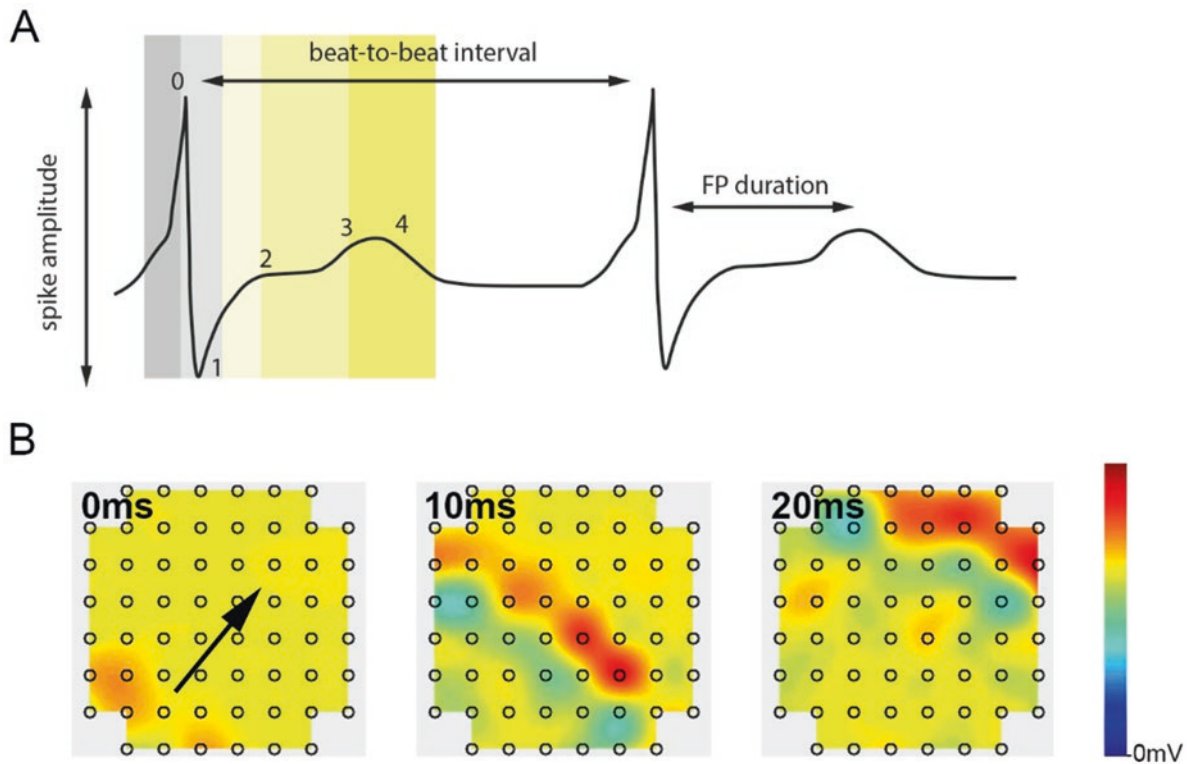 A
beat-to-beat interval
0
spike amplitude
FP duration
3 4
2
1
B
0ms
10ms
20ms
0mV